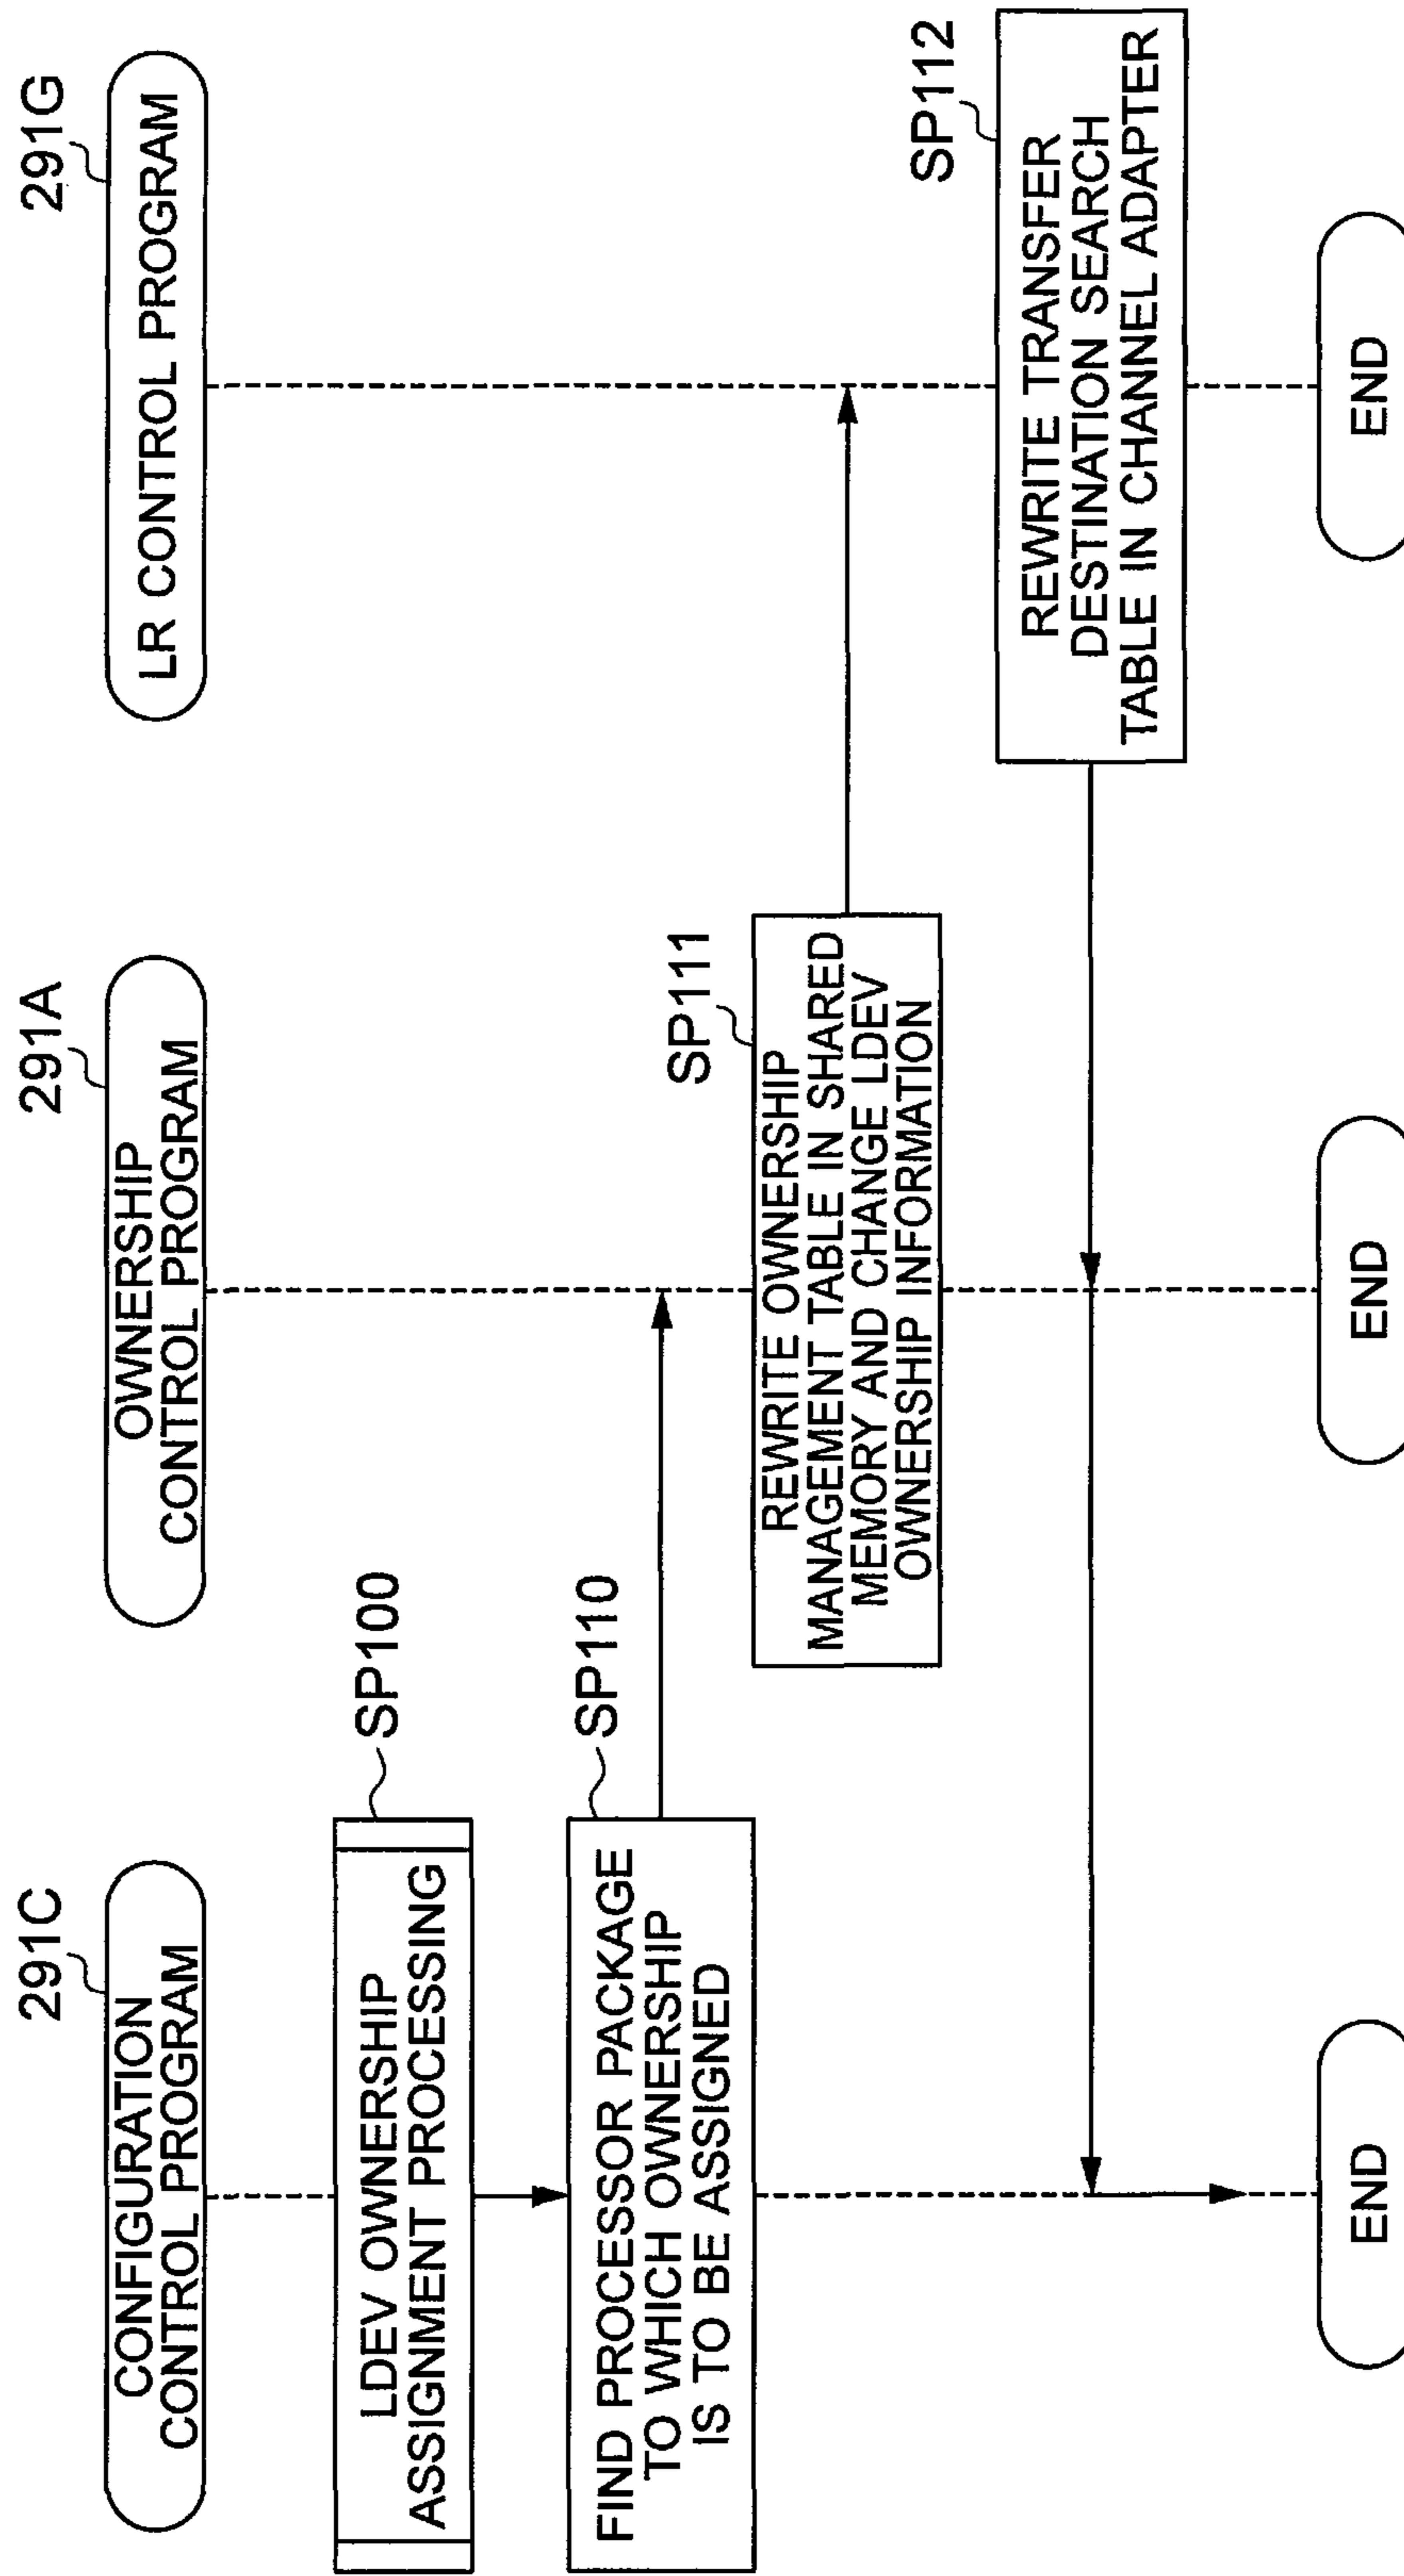 291C
CONFIGURATION
CONTROL PROGRAM
291A
OWNERSHIP
CONTROL PROGRAM
291G
LR CONTROL PROGRAM
SP100
LDEV OWNERSHIP
ASSIGNMENT PROCESSING
SP110
FIND PROCESSOR PACKAGE
TO WHICH OWNERSHIP
IS TO BE ASSIGNED
SP111
REWRITE OWNERSHIP
MANAGEMENT TABLE IN SHARED
MEMORY AND CHANGE LDEV
OWNERSHIP INFORMATION
SP112
REWRITE TRANSFER
DESTINATION SEARCH
TABLE IN CHANNEL ADAPTER
END
END
END